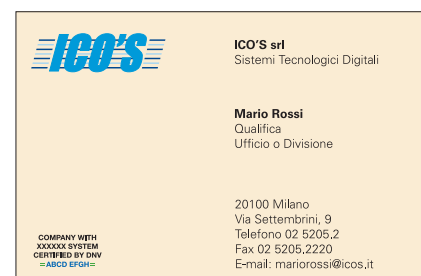 ICO'S
ICO'S srl
Sistemi Tecnologici Digitali
Mario Rossi
Qualifica
Ufficio o Divisione
20100 Milano
Via Settembrini, 9
Telefono 02 5205.2
Fax 02 5205.2220
E-mail: mariorossi@icos.it
COMPANY WITH
XXXXXX SYSTEM
CERTIFIED BY DNV
=ABCD EFGH=